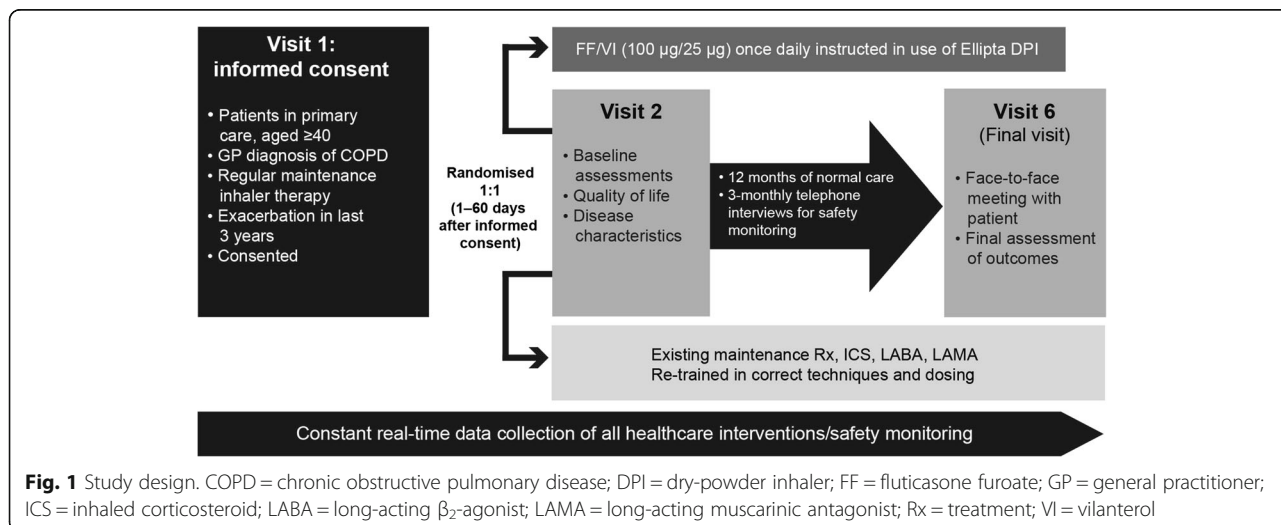 Visit 1:
informed consent
• Patients in primary
care, aged ≥40
• GP diagnosis of COPD
• Regular maintenance
inhaler therapy
• Exacerbation in last
3 years
• Consented
Randomised
1:1
(1–60 days
after informed
consent)
FF/VI (100 µg/25 µg) once daily instructed in use of Ellipta DPI
Visit 2
• Baseline
assessments
• Quality of life
• Disease
characteristics
• 12 months of normal care
• 3-monthly telephone
interviews for safety
monitoring
Visit 6
(Final visit)
• Face-to-face
meeting with
patient
• Final assessment
of outcomes
Existing maintenance Rx, ICS, LABA, LAMA
Re-trained in correct techniques and dosing
Constant real-time data collection of all healthcare interventions/safety monitoring
Fig. 1 Study design. COPD = chronic obstructive pulmonary disease; DPI = dry-powder inhaler; FF = fluticasone furoate; GP = general practitioner;
ICS = inhaled corticosteroid; LABA = long-acting β₂-agonist; LAMA = long-acting muscarinic antagonist; Rx = treatment; VI = vilanterol